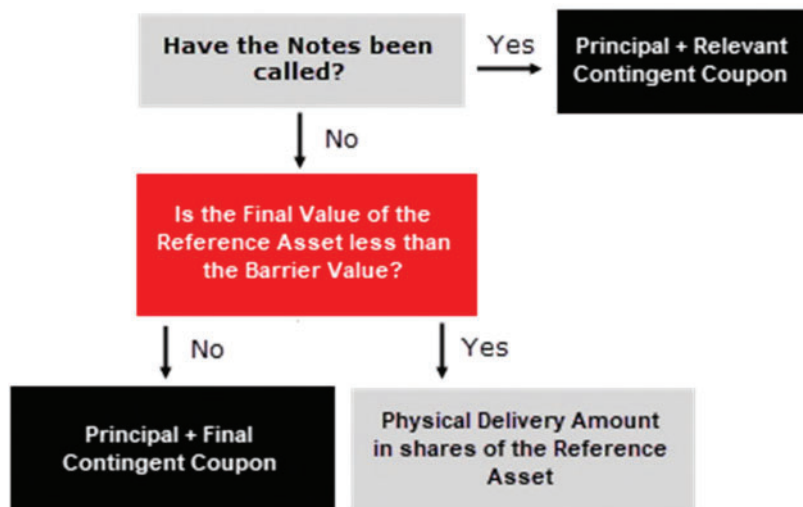 Have the Notes been
called?
Yes
Principal + Relevant
Contingent Coupon
No
Is the Final Value of the
Reference Asset less than
the Barrier Value?
No
Yes
Principal + Final
Contingent Coupon
Physical Delivery Amount
in shares of the Reference
Asset